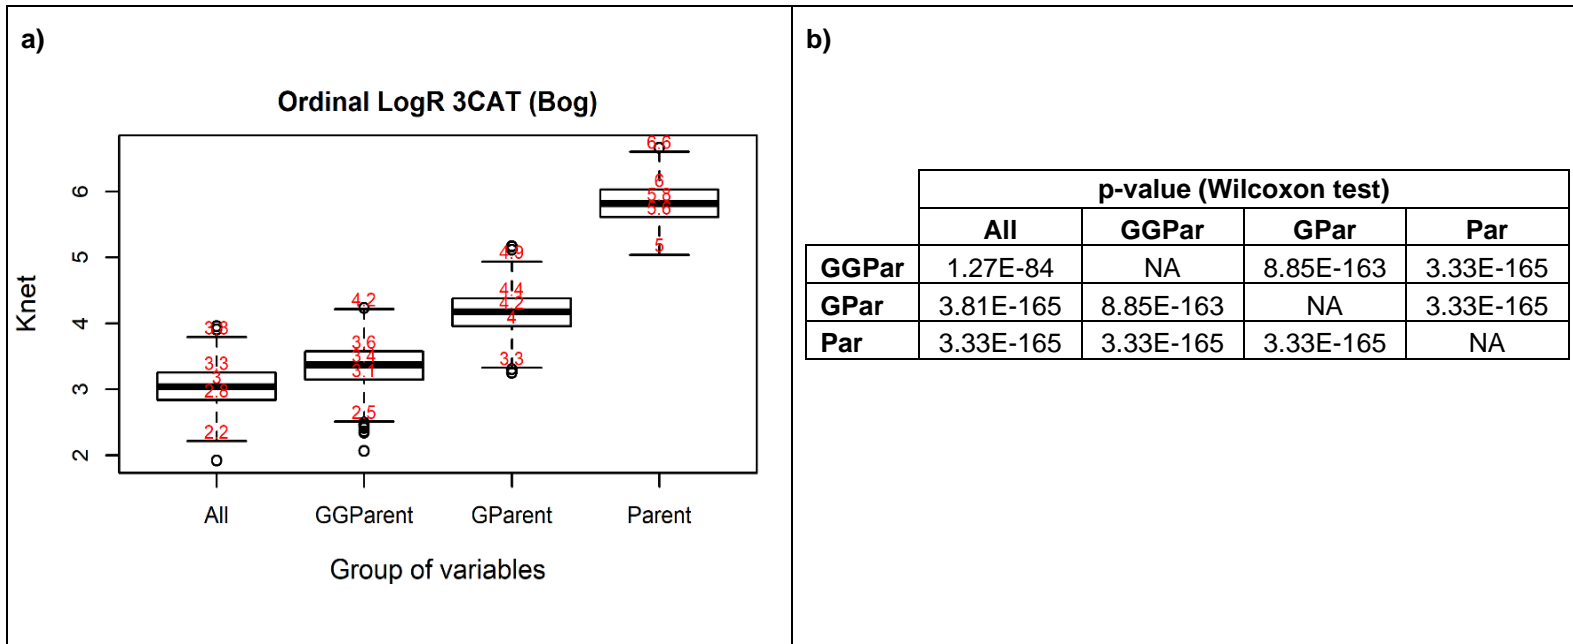 a)
Ordinal LogR 3CAT (Bog)
Knet
6
5
4
3
2
3.8
3.3
3
2.8
2.2
4.2
3.6
3.4
3.1
2.5
4.9
4.4
4.2
4
3.3
6.6
6
5.8
5.6
5
All GGParent GParent Parent
Group of variables
b)
p-value (Wilcoxon test)
All GGPar GPar Par
GGPar 1.27E-84 NA 8.85E-163 3.33E-165
GPar 3.81E-165 8.85E-163 NA 3.33E-165
Par 3.33E-165 3.33E-165 3.33E-165 NA